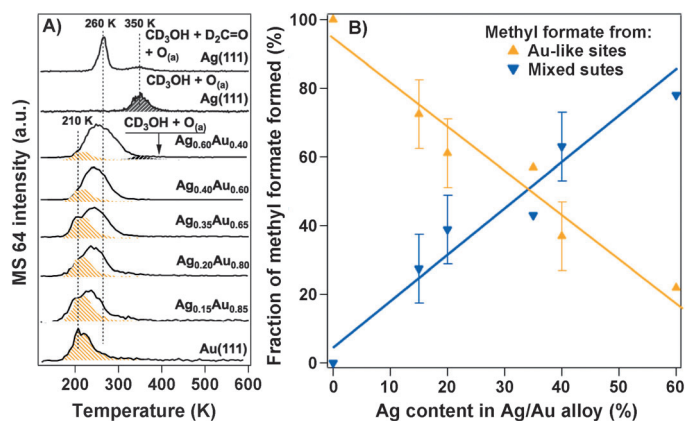 A)
260 K 350 K
CD₃OH + D₂C=O
+ O₍ₐ₎
Ag(111)
CD₃OH + O₍ₐ₎
Ag(111)
210 K
CD₃OH + O₍ₐ₎
Ag₀.₆₀Au₀.₄₀
Ag₀.₄₀Au₀.₆₀
Ag₀.₃₅Au₀.₆₅
Ag₀.₂₀Au₀.₈₀
Ag₀.₁₅Au₀.₈₅
Au(111)
MS 64 intensity (a.u.)
200 300 400 500 600
Temperature (K)
B)
Methyl formate from:
Au-like sites
Mixed sutes
Fraction of methyl formate formed (%)
100
80
60
40
20
0
0 10 20 30 40 50 60
Ag content in Ag/Au alloy (%)